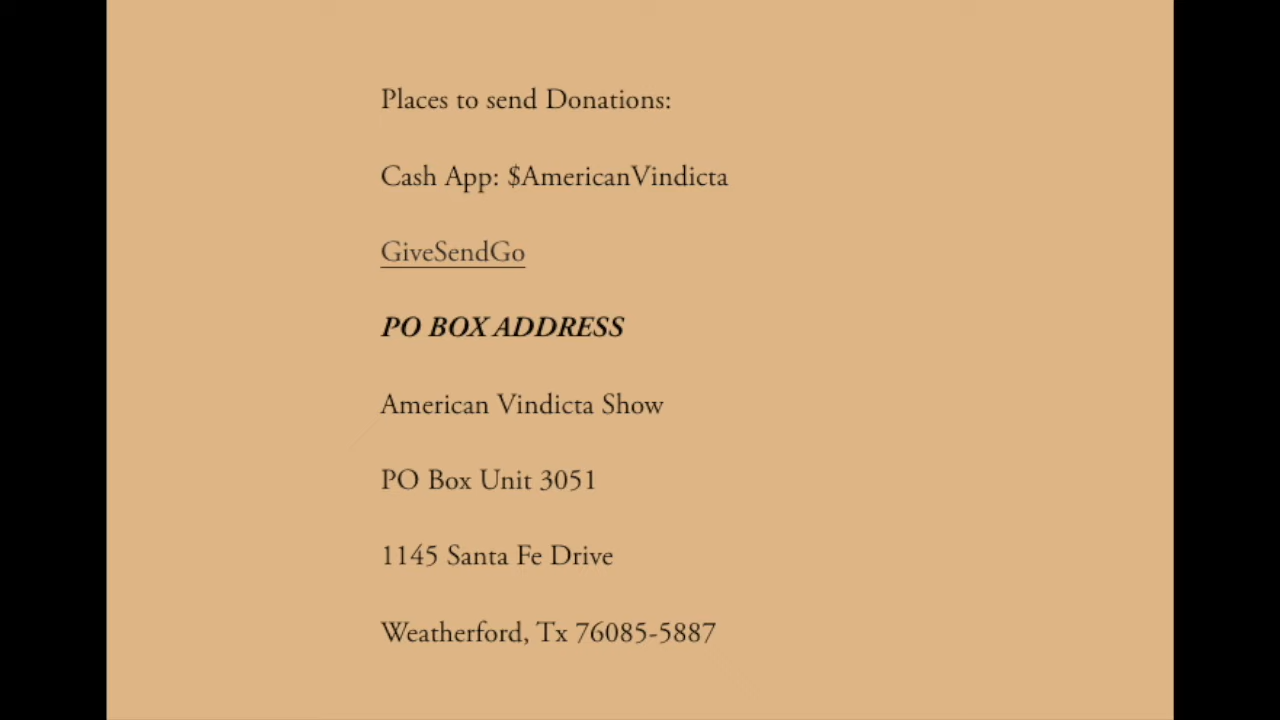 Places to send Donations:
Cash App: $AmericanVindicta
GiveSendGo
PO BOX ADDRESS
American Vindicta Show
PO Box Unit 3051
1145 Santa Fe Drive
Weatherford, Tx 76085-5887